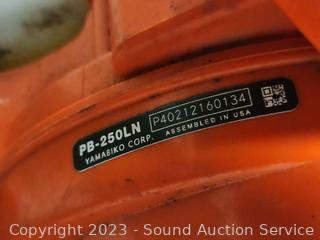 PB-250LN P40212160134
YAMABIKO CORP. ASSEMBLED IN USA
Copyright 2023 - Sound Auction Service